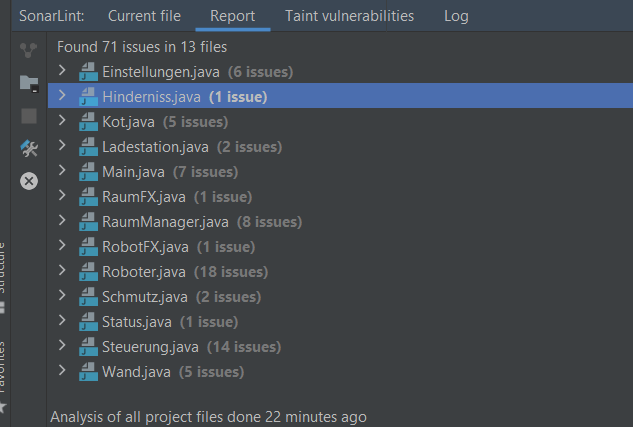 SonarLint: Current file Report Taint vulnerabilities Log
Found 71 issues in 13 files
Einstellungen.java (6 issues)
Hinderniss.java (1 issue)
Kot.java (5 issues)
Ladestation.java (2 issues)
Main.java (7 issues)
RaumFX.java (1 issue)
RaumManager.java (8 issues)
RobotFX.java (1 issue)
Roboter.java (18 issues)
Schmutz.java (2 issues)
Status.java (1 issue)
Steuerung.java (14 issues)
Wand.java (5 issues)
Analysis of all project files done 22 minutes ago
Structure
Favorites